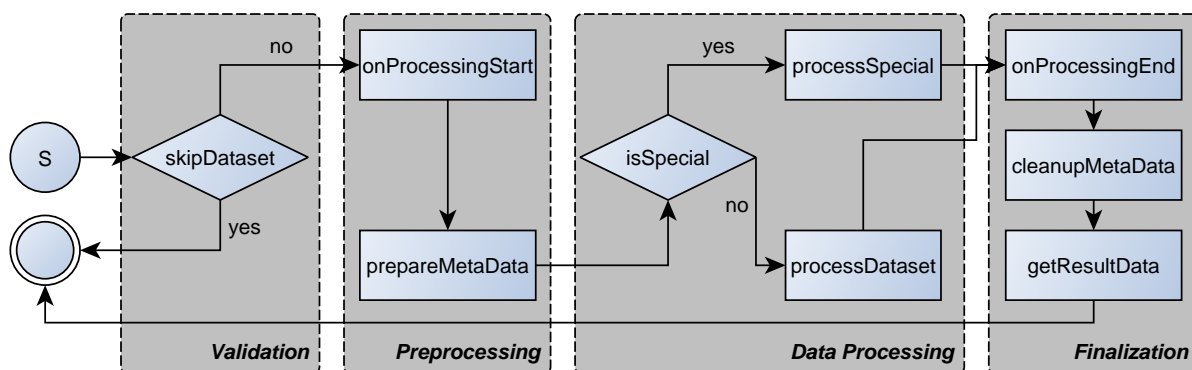 no
onProcessingStart
yes
processSpecial
onProcessingEnd
S
skipDataset
isSpecial
cleanupMetaData
yes
no
prepareMetaData
processDataset
getResultData
Validation
Preprocessing
Data Processing
Finalization